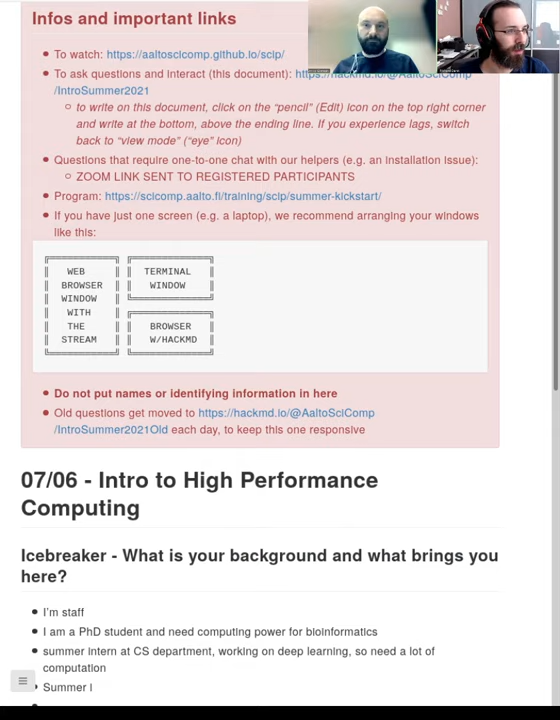 Infos and important links
To watch: https://aaltoscicomp.github.io/scip/
To ask questions and interact (this document): https://hackmd.io/@AaltoSciComp
/IntroSummer2021
to write on this document, click on the “pencil” (Edit) icon on the top right corner
and write at the bottom, above the ending line. If you experience lags, switch
back to “view mode” (“eye” icon)
Questions that require one-to-one chat with our helpers (e.g. an installation issue):
ZOOM LINK SENT TO REGISTERED PARTICIPANTS
Program: https://scicomp.aalto.fi/training/scip/summer-kickstart/
If you have just one screen (e.g. a laptop), we recommend arranging your windows
like this:
WEB TERMINAL
BROWSER WINDOW
WINDOW
WITH
THE BROWSER
STREAM W/HACKMD
Do not put names or identifying information in here
Old questions get moved to https://hackmd.io/@AaltoSciComp
/IntroSummer2021Old each day, to keep this one responsive
07/06 - Intro to High Performance
Computing
Icebreaker - What is your background and what brings you
here?
I’m staff
I am a PhD student and need computing power for bioinformatics
summer intern at CS department, working on deep learning, so need a lot of
computation
Summer I